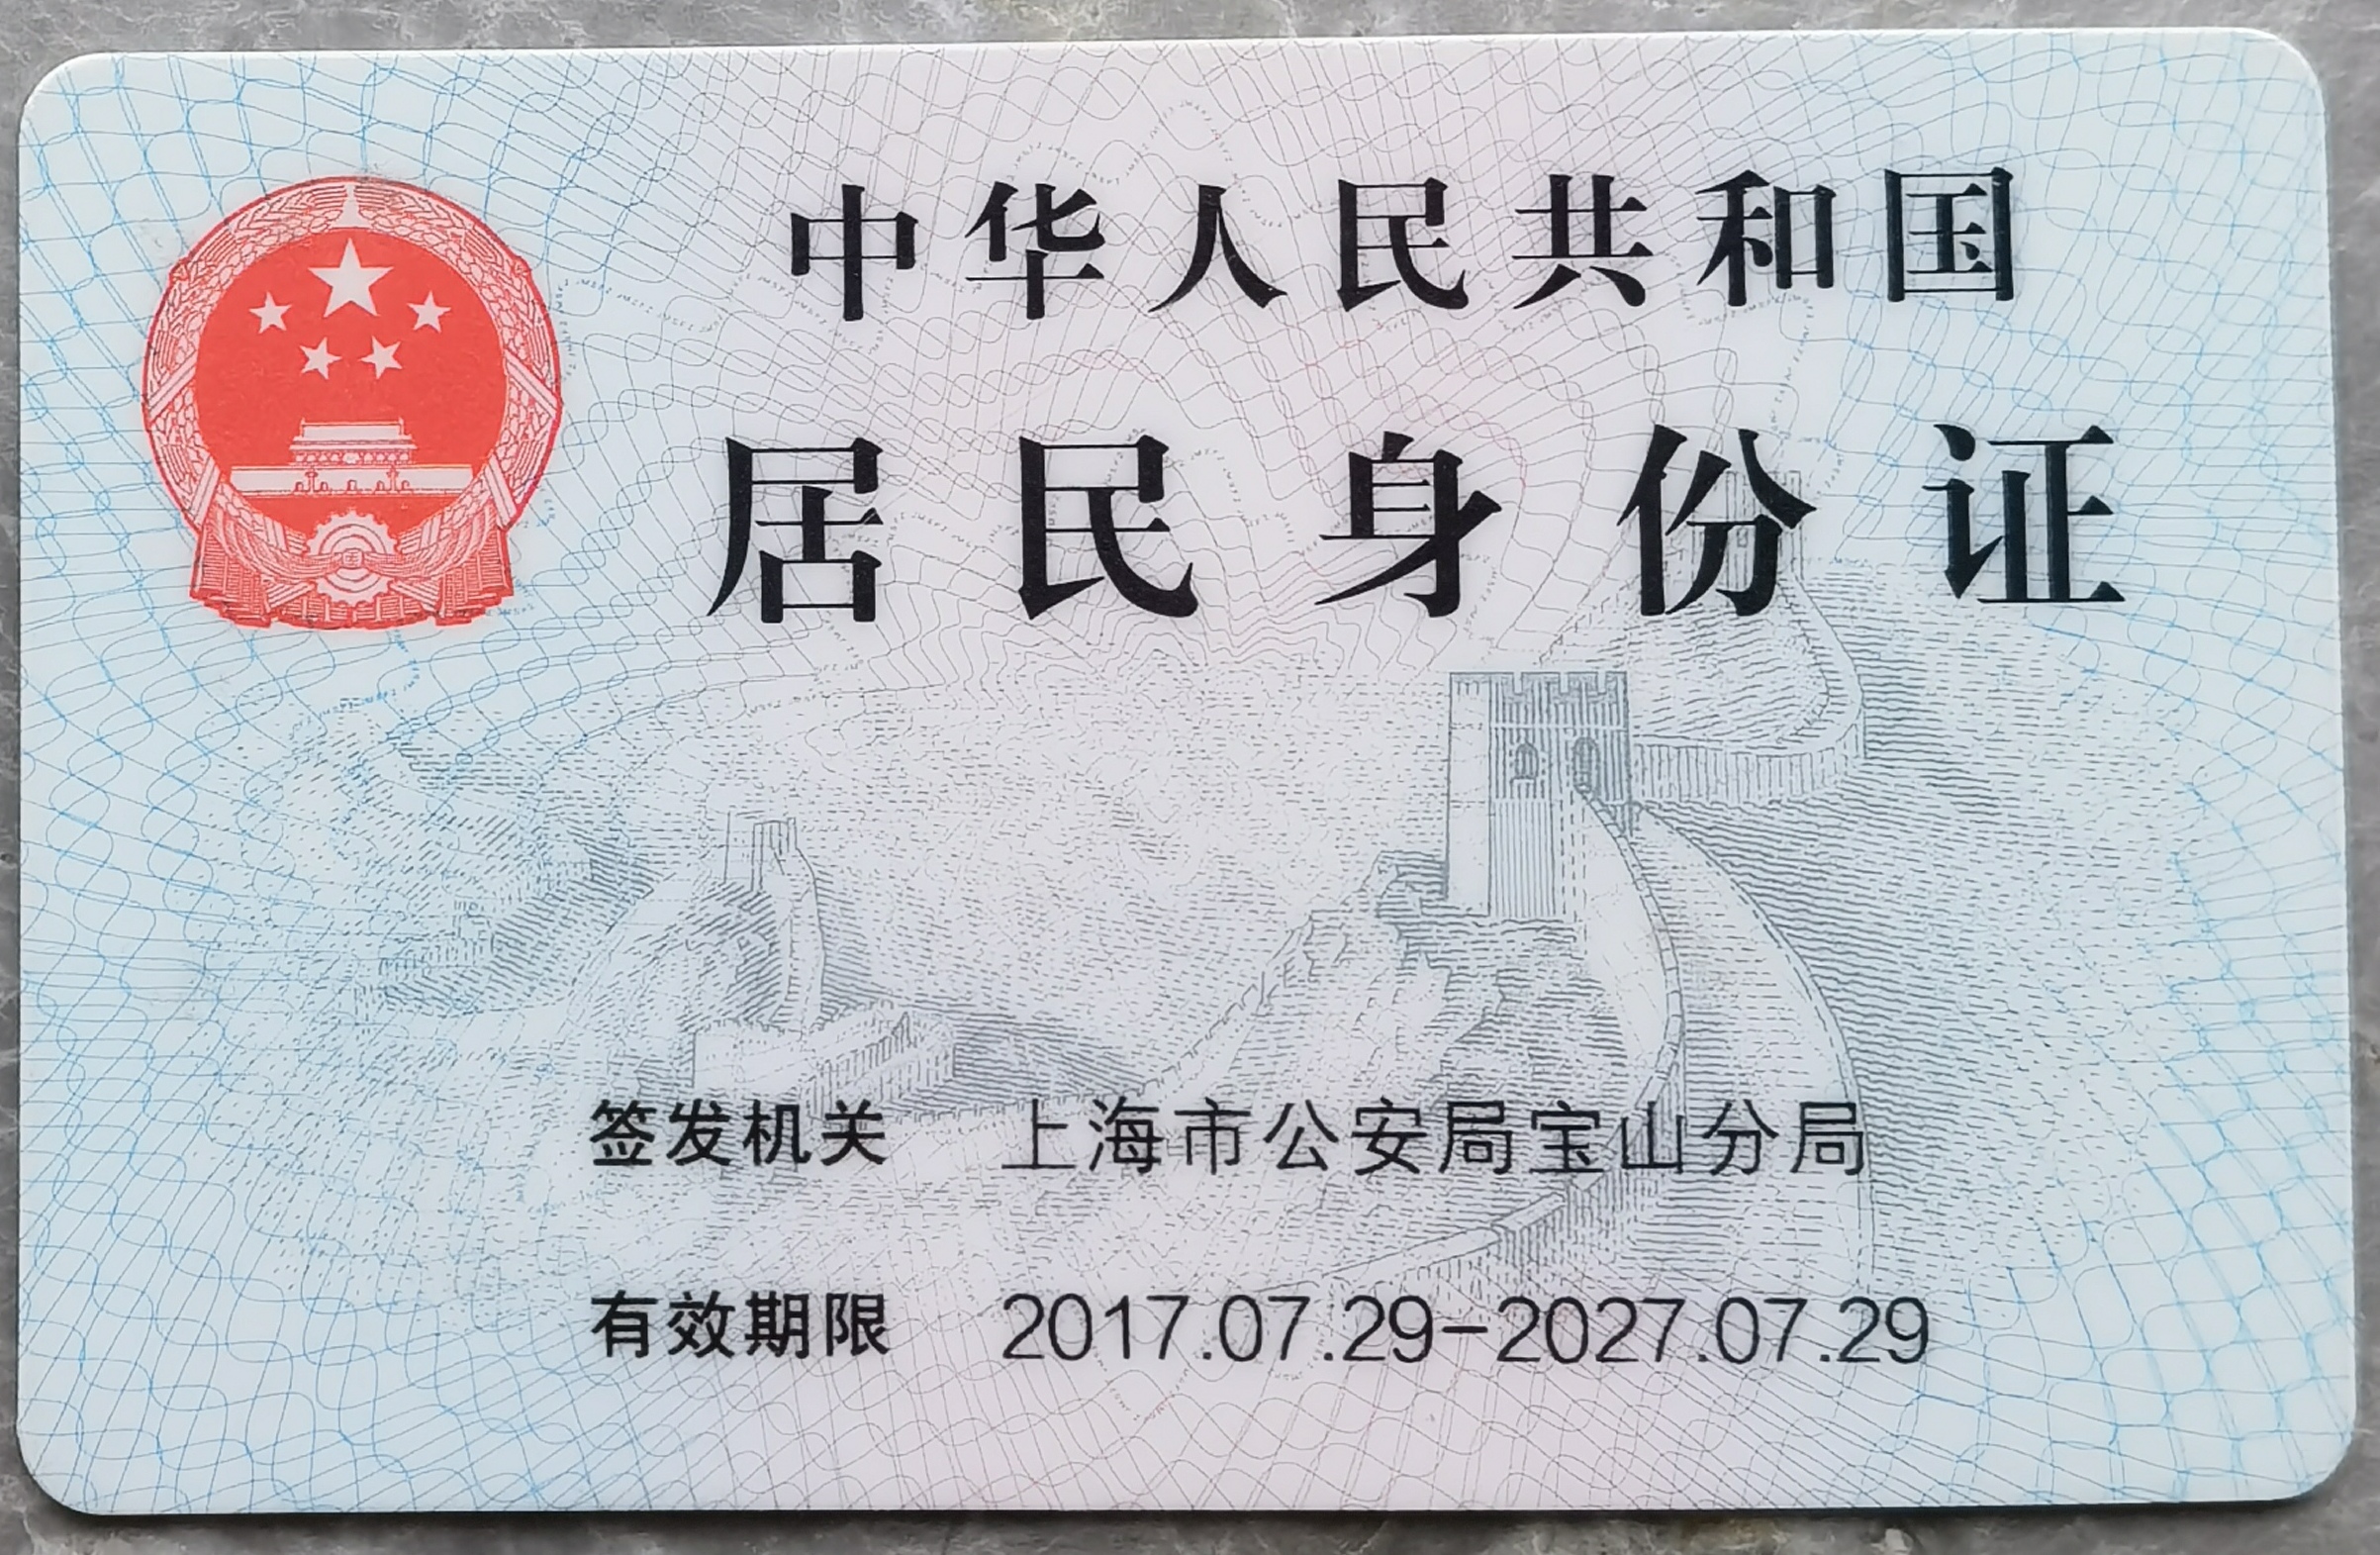 中华人民共和国
居民身份证
签发机关 上海市公安局宝山分局
有效期限 2017.07.29-2027.07.29